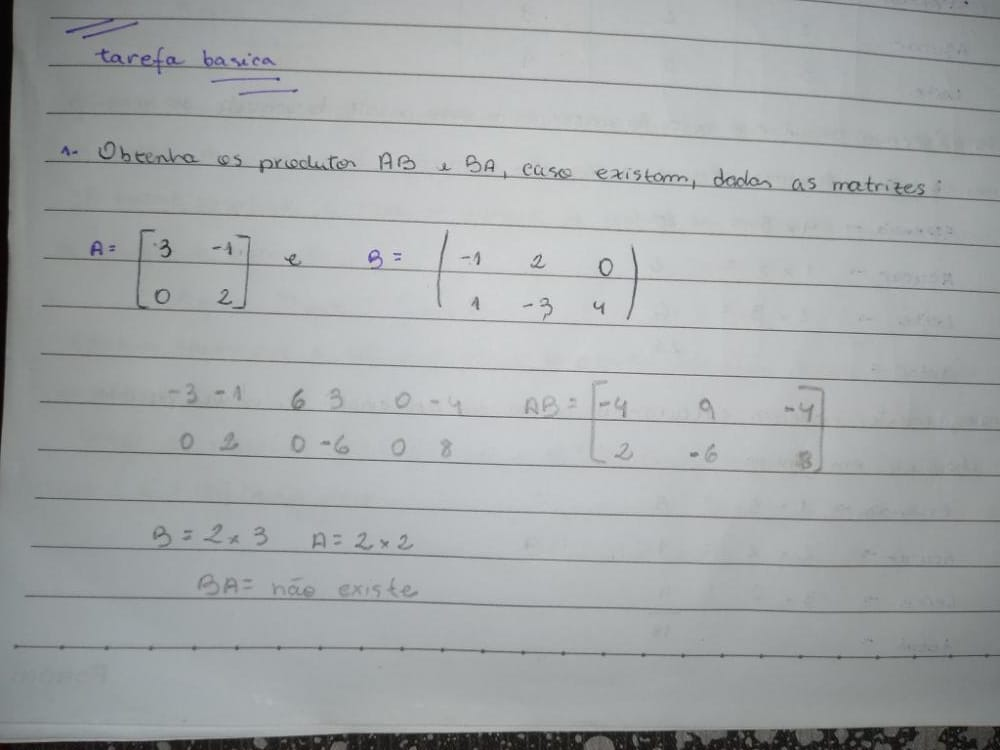 tarefa basica
1- Obtenha os produtos AB e BA, caso existam, dadas as matrizes:
A= [3 -1] e B= (-1 2 0)
[0 2] (1 -3 4)
-3 -1 6 3 0 -4 AB= [-4 9 -4]
0 2 0 -6 0 8 [2 -6 8]
B = 2x3 A = 2x2
BA= não existe